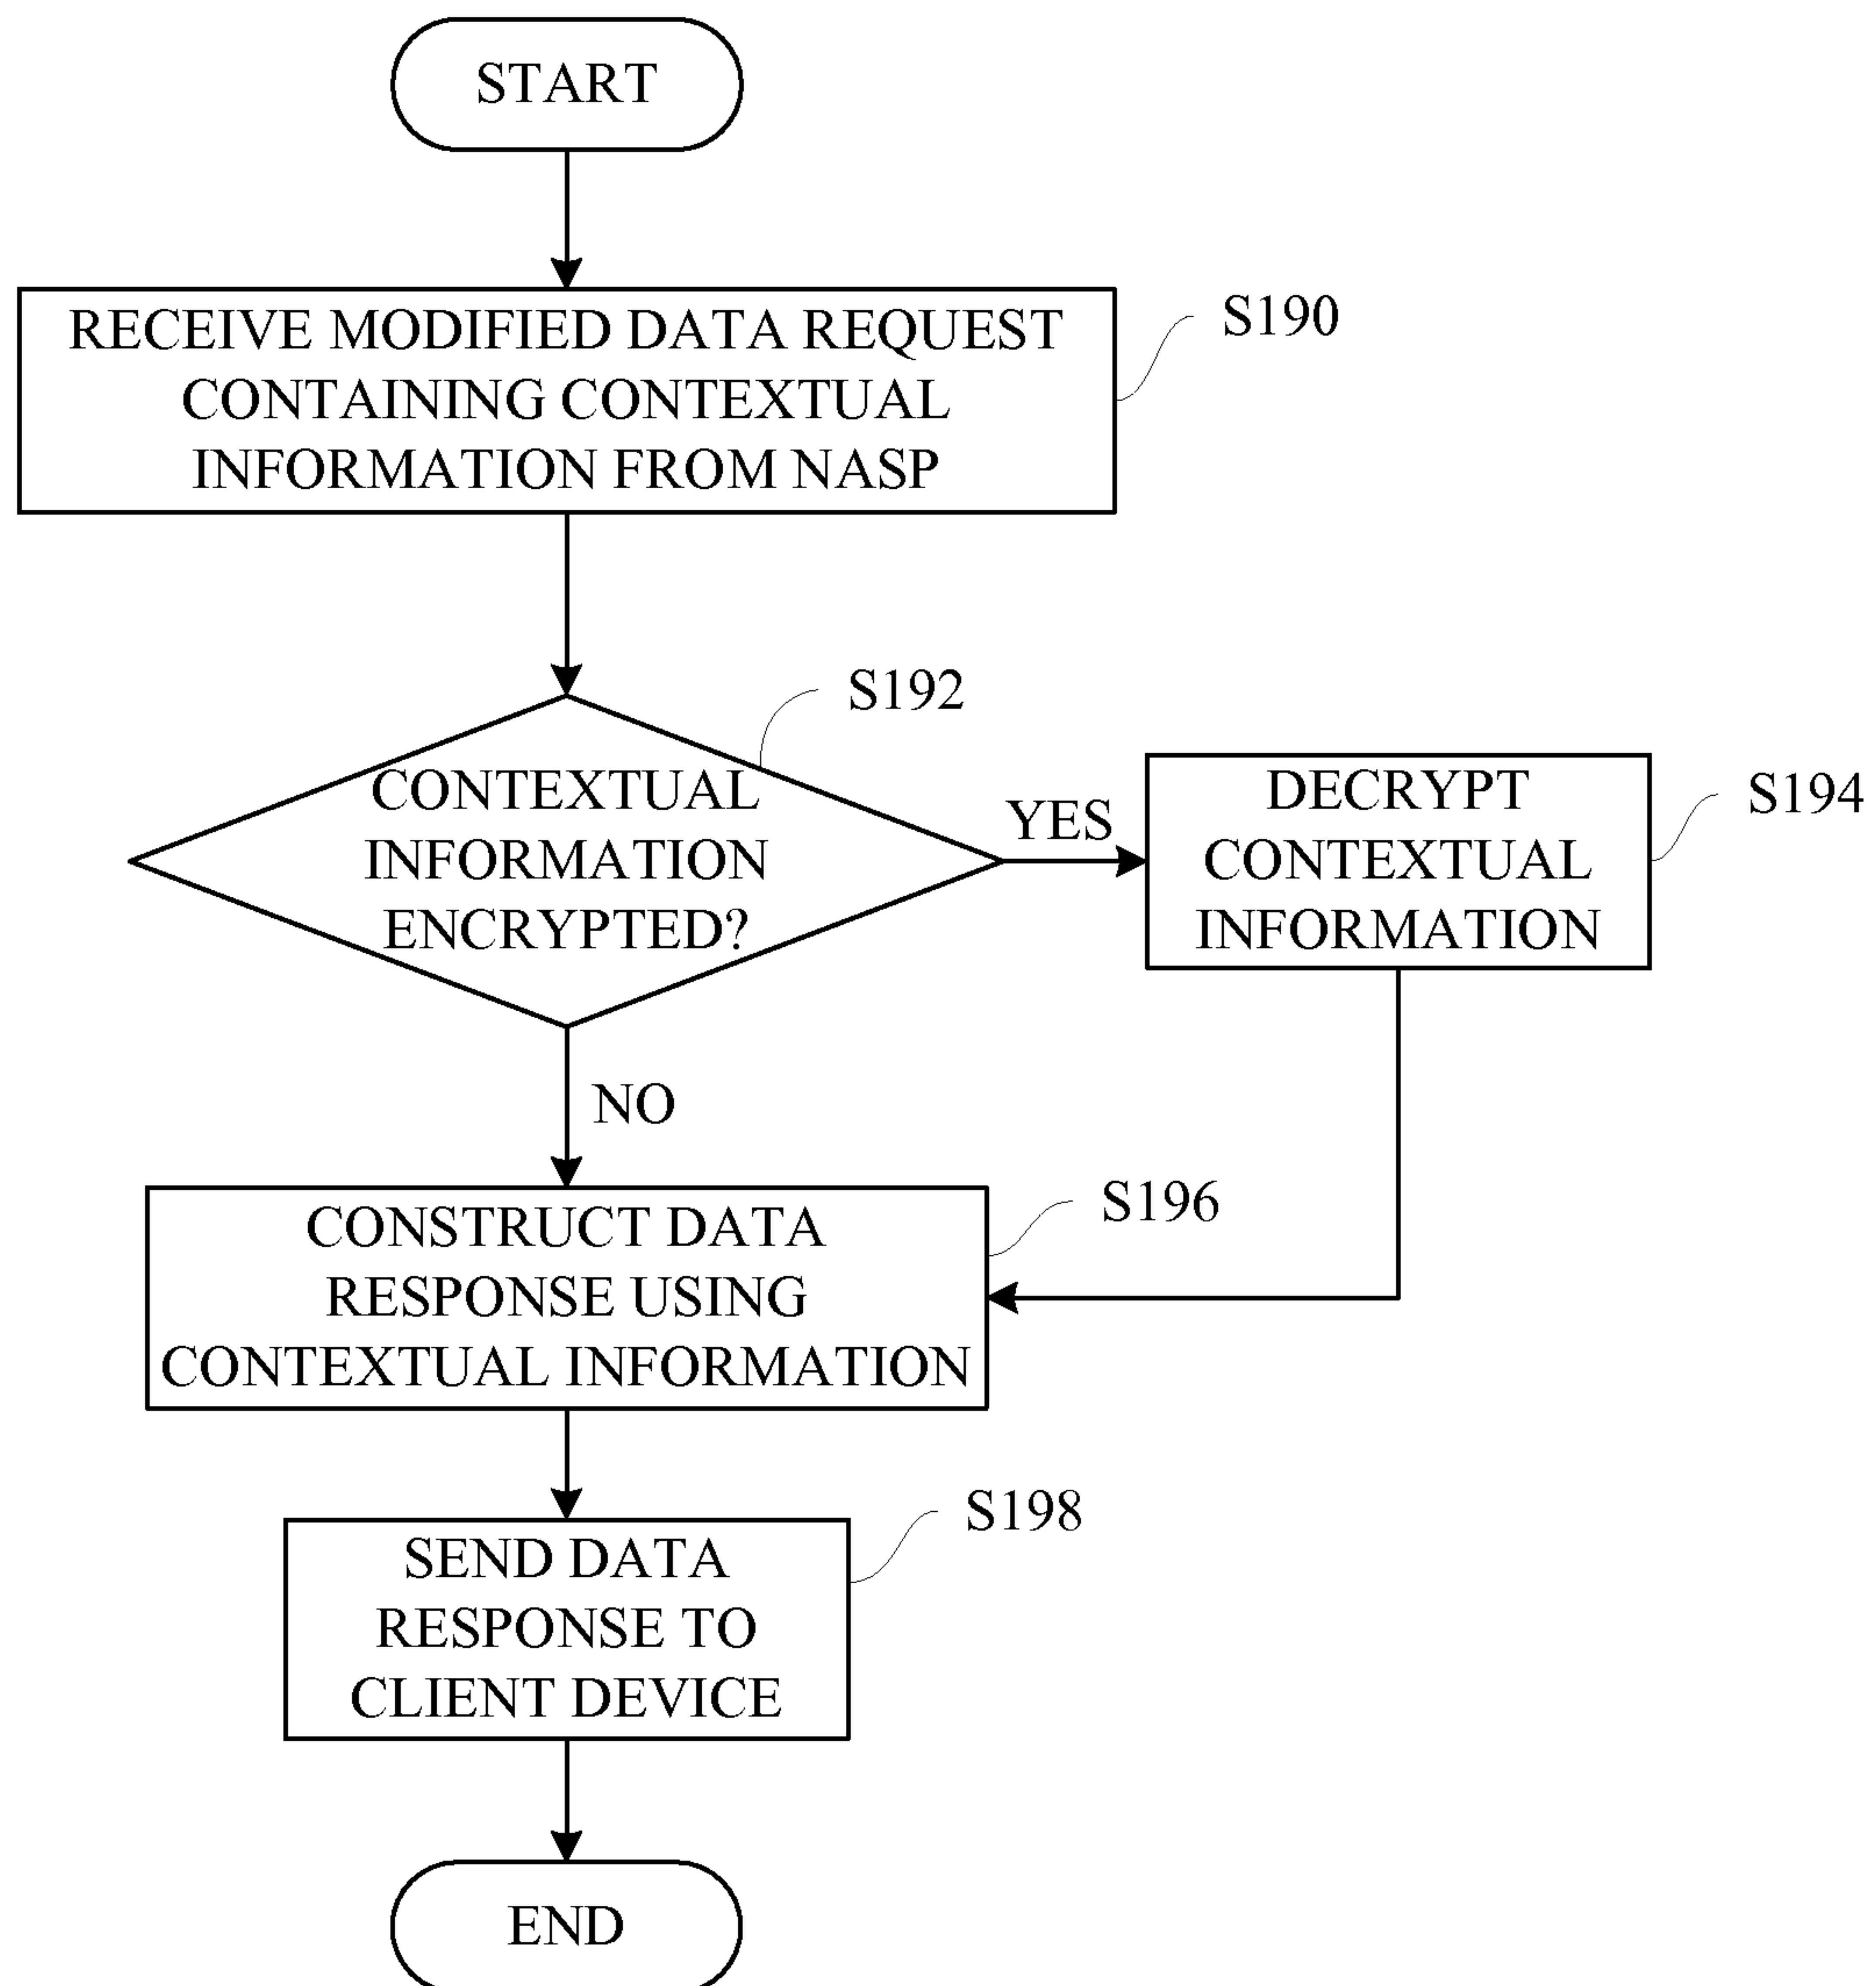 START
RECEIVE MODIFIED DATA REQUEST
CONTAINING CONTEXTUAL
INFORMATION FROM NASP
S190
S192
CONTEXTUAL
INFORMATION
ENCRYPTED?
YES
DECRYPT
CONTEXTUAL
INFORMATION
S194
NO
CONSTRUCT DATA
RESPONSE USING
CONTEXTUAL INFORMATION
S196
SEND DATA
RESPONSE TO
CLIENT DEVICE
S198
END